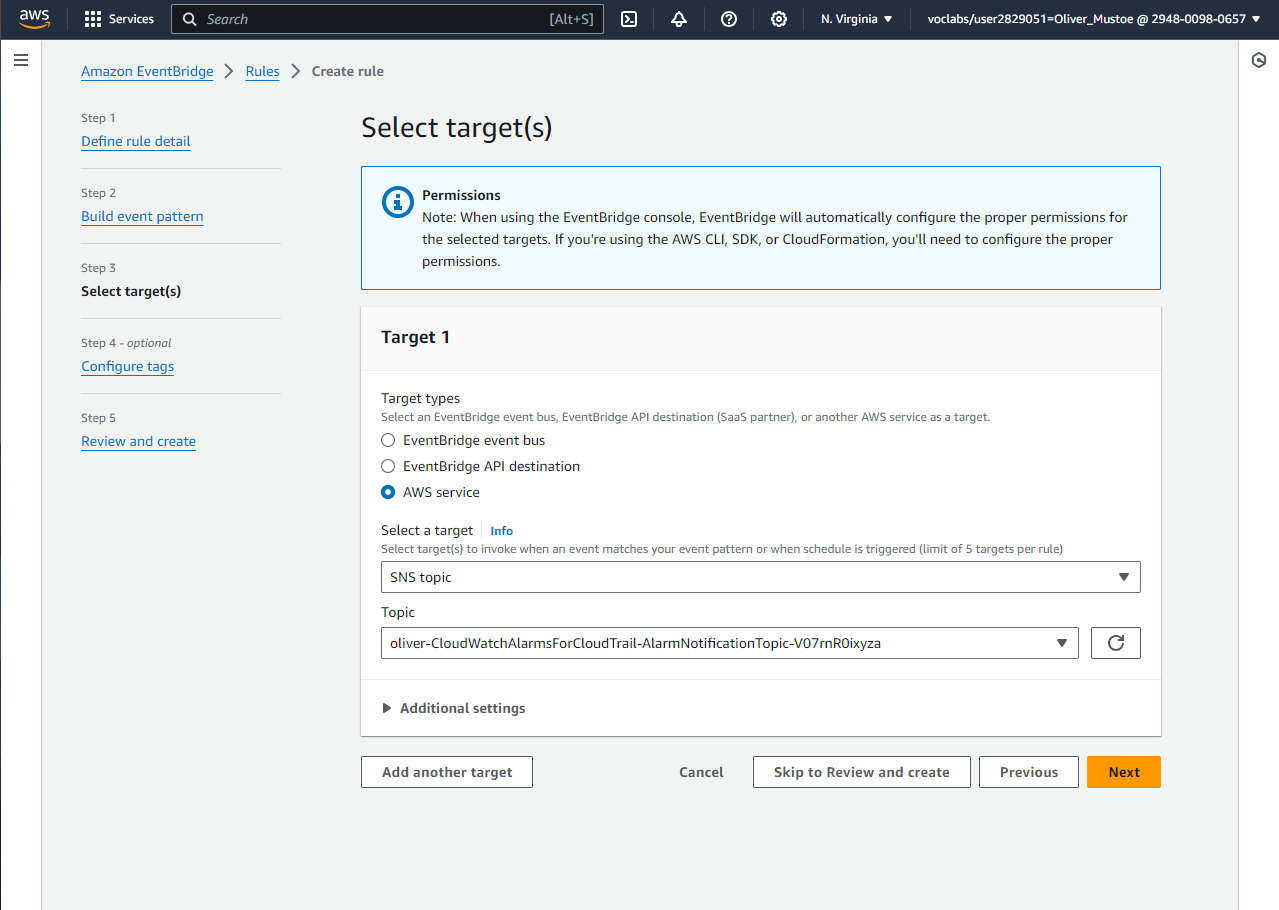 aws
Services
Search [Alt+S]
N. Virginia
voclabs/user2829051=Oliver_Mustoe @ 2948-0098-0657
Amazon EventBridge
Rules
Create rule
Step 1
Define rule detail
Step 2
Build event pattern
Step 3
Select target(s)
Step 4 - optional
Configure tags
Step 5
Review and create
Select target(s)
Permissions
Note: When using the EventBridge console, EventBridge will automatically configure the proper permissions for
the selected targets. If you're using the AWS CLI, SDK, or CloudFormation, you'll need to configure the proper
permissions.
Target 1
Target types
Select an EventBridge event bus, EventBridge API destination (SaaS partner), or another AWS service as a target.
EventBridge event bus
EventBridge API destination
AWS service
Select a target Info
Select target(s) to invoke when an event matches your event pattern or when schedule is triggered (limit of 5 targets per rule)
SNS topic
Topic
oliver-CloudWatchAlarmsForCloudTrail-AlarmNotificationTopic-V07rnR0ixyza
Additional settings
Add another target
Cancel
Skip to Review and create
Previous
Next